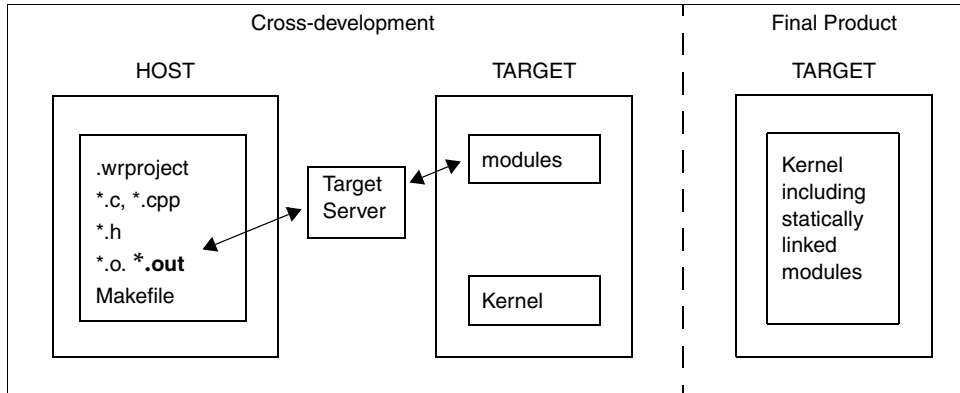 Cross-development
Final Product
HOST
TARGET
TARGET
.wrproject
*.c, *.cpp
*.h
*.o. *.out
Makefile
Target
Server
modules
Kernel
Kernel
including
statically
linked
modules